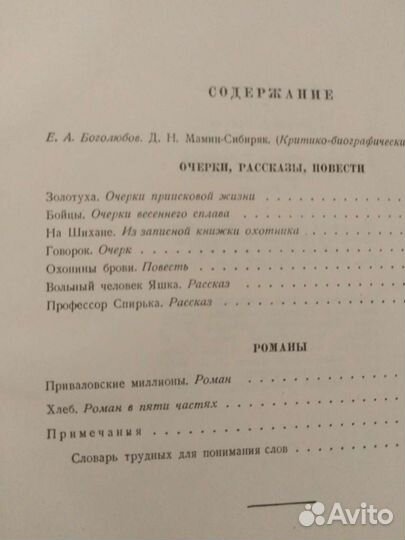 СОДЕРЖАНИЕ
Е. А. Боголюбов. Д. Н. Мамин-Сибиряк. (Критико-биографически
ОЧЕРКИ, РАССКАЗЫ, ПОВЕСТИ
Золотуха. Очерки приисковой жизни . . . . . . .
Бойцы. Очерки весеннего сплава . . . . . . . .
На Шихане. Из записной книжки охотника . . . . .
Говорок. Очерк . . . . . . . . . . . . .
Охонины брови. Повесть . . . . . . . . . .
Вольный человек Яшка. Рассказ . . . . . . . .
Профессор Спирька. Рассказ . . . . . . . . .
РОМАНЫ
Приваловские миллионы. Роман . . . . . . . .
Хлеб. Роман в пяти частях . . . . . . . . .
Примечания . . . . . . . . . . . .
Словарь трудных для понимания слов . . . . . .
Avito